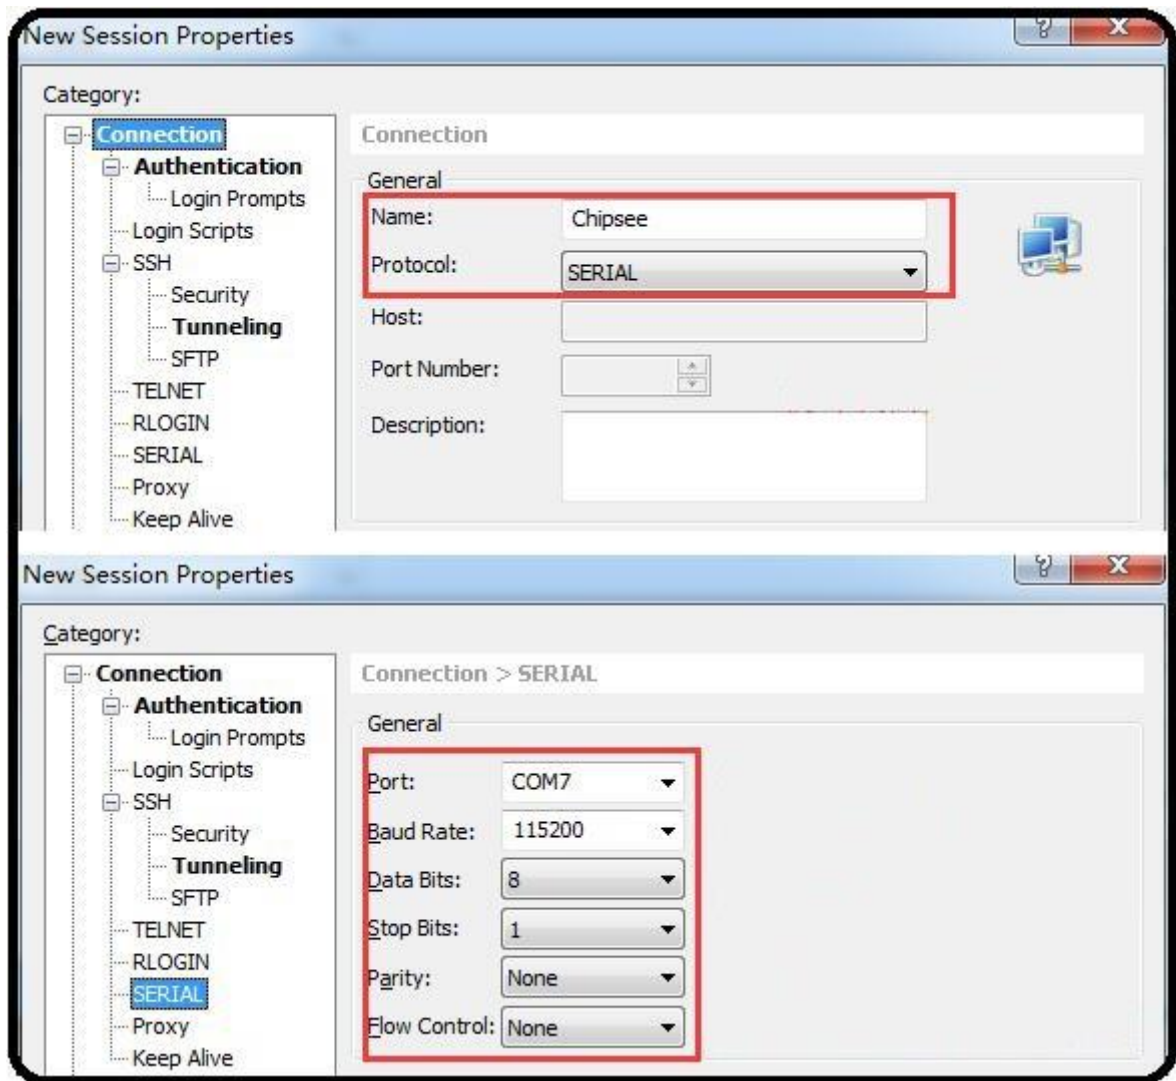 New Session Properties
Category:
Connection
Authentication
Login Prompts
Login Scripts
SSH
Security
Tunneling
SFTP
TELNET
RLOGIN
SERIAL
Proxy
Keep Alive
Connection
General
Name: Chipsee
Protocol: SERIAL
Host:
Port Number:
Description:
New Session Properties
Category:
Connection
Authentication
Login Prompts
Login Scripts
SSH
Security
Tunneling
SFTP
TELNET
RLOGIN
SERIAL
Proxy
Keep Alive
Connection > SERIAL
General
Port: COM7
Baud Rate: 115200
Data Bits: 8
Stop Bits: 1
Parity: None
Flow Control: None